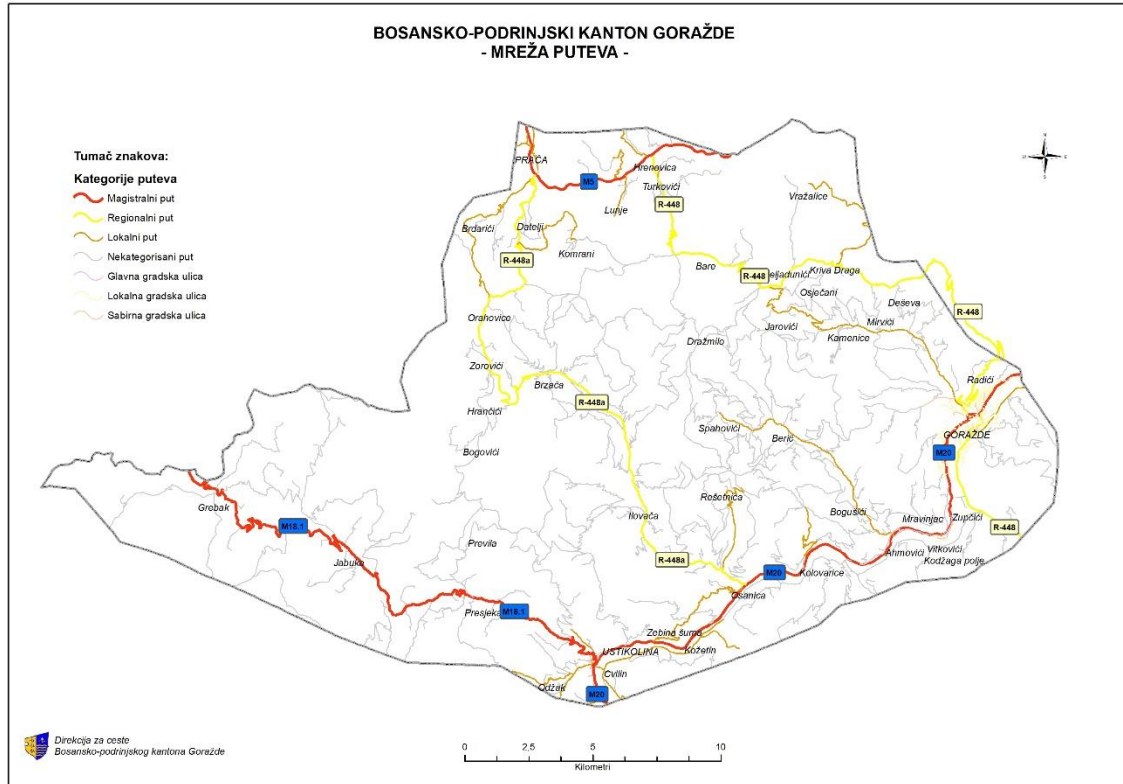 BOSANSKO-PODRINJSKI KANTON GORAŽDE
- MREŽA PUTEVA -
Tumač znakova:
Kategorije puteva
Magistralni put
Regionalni put
Lokalni put
Nekategorisani put
Glavna gradska ulica
Lokalna gradska ulica
Sabirna gradska ulica
N
S
PRAČA
Hrenovica
M5
Turkovići
Vražalice
R-448
Lunje
Brdarići
Datelji
Komrani
R-448a
Bare
R-448
Kriva Draga
Osječani
Deševa
R-448
Orahovice
Mirvići
Jarovići
Kamenice
Dražmilo
Zorovići
Brzača
Radići
R-448a
Hrančići
Spahovići
Berič
GORAŽDE
Bogovići
M20
Rešetnica
Grebak
Bogušići
Ilovača
Mravinjac
Zupčići
M18.1
R-448
Previla
Ahmovići
Vitkovići
Jabuka
R-448a
Kodžaga polje
M20
Kolovarice
Osanica
Presjeka
M18.1
Zebina šuma
USTIKOLINA
Kožetin
Cvilin
Odžak
M20
Direkcija za ceste
Bosansko-podrinjskog kantona Goražde
0 2,5 5 10
Kilometri